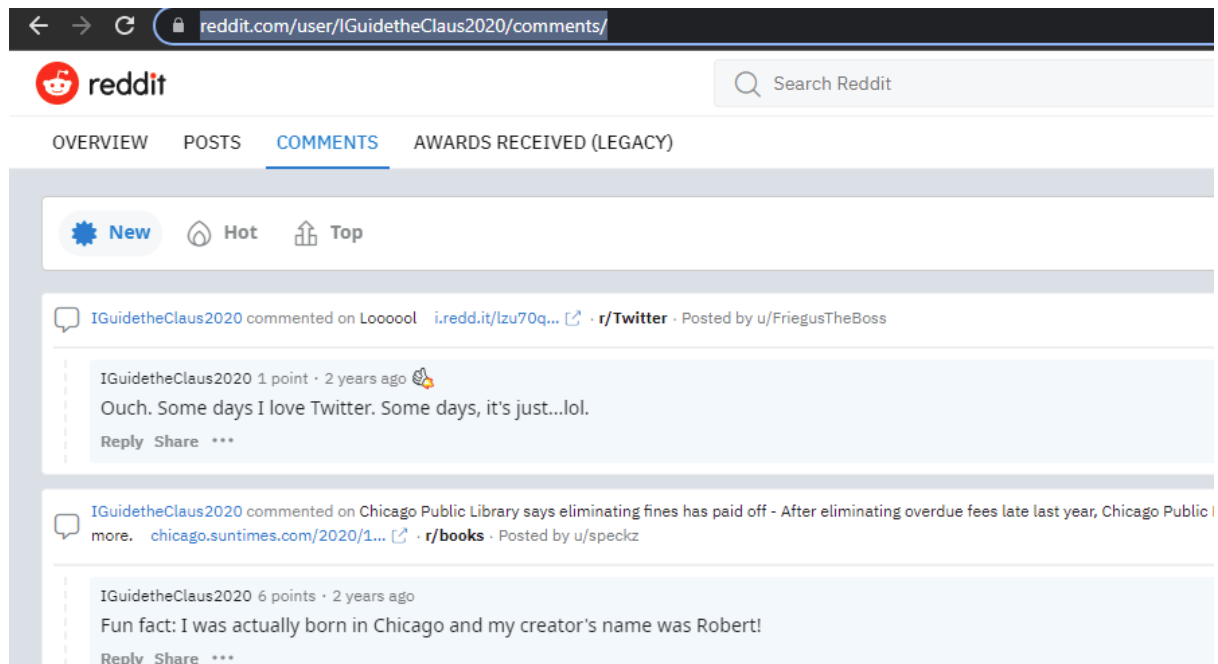 reddit.com/user/IGuidetheClaus2020/comments/
reddit
Search Reddit
OVERVIEW POSTS COMMENTS AWARDS RECEIVED (LEGACY)
New Hot Top
IGuidetheClaus2020 commented on Loooool i.redd.it/lzu70q... · r/Twitter · Posted by u/FriegusTheBoss
IGuidetheClaus2020 1 point · 2 years ago
Ouch. Some days I love Twitter. Some days, it's just...lol.
Reply Share ···
IGuidetheClaus2020 commented on Chicago Public Library says eliminating fines has paid off - After eliminating overdue fees late last year, Chicago Public
more. chicago.suntimes.com/2020/1... · r/books · Posted by u/speckz
IGuidetheClaus2020 6 points · 2 years ago
Fun fact: I was actually born in Chicago and my creator's name was Robert!
Reply Share ···